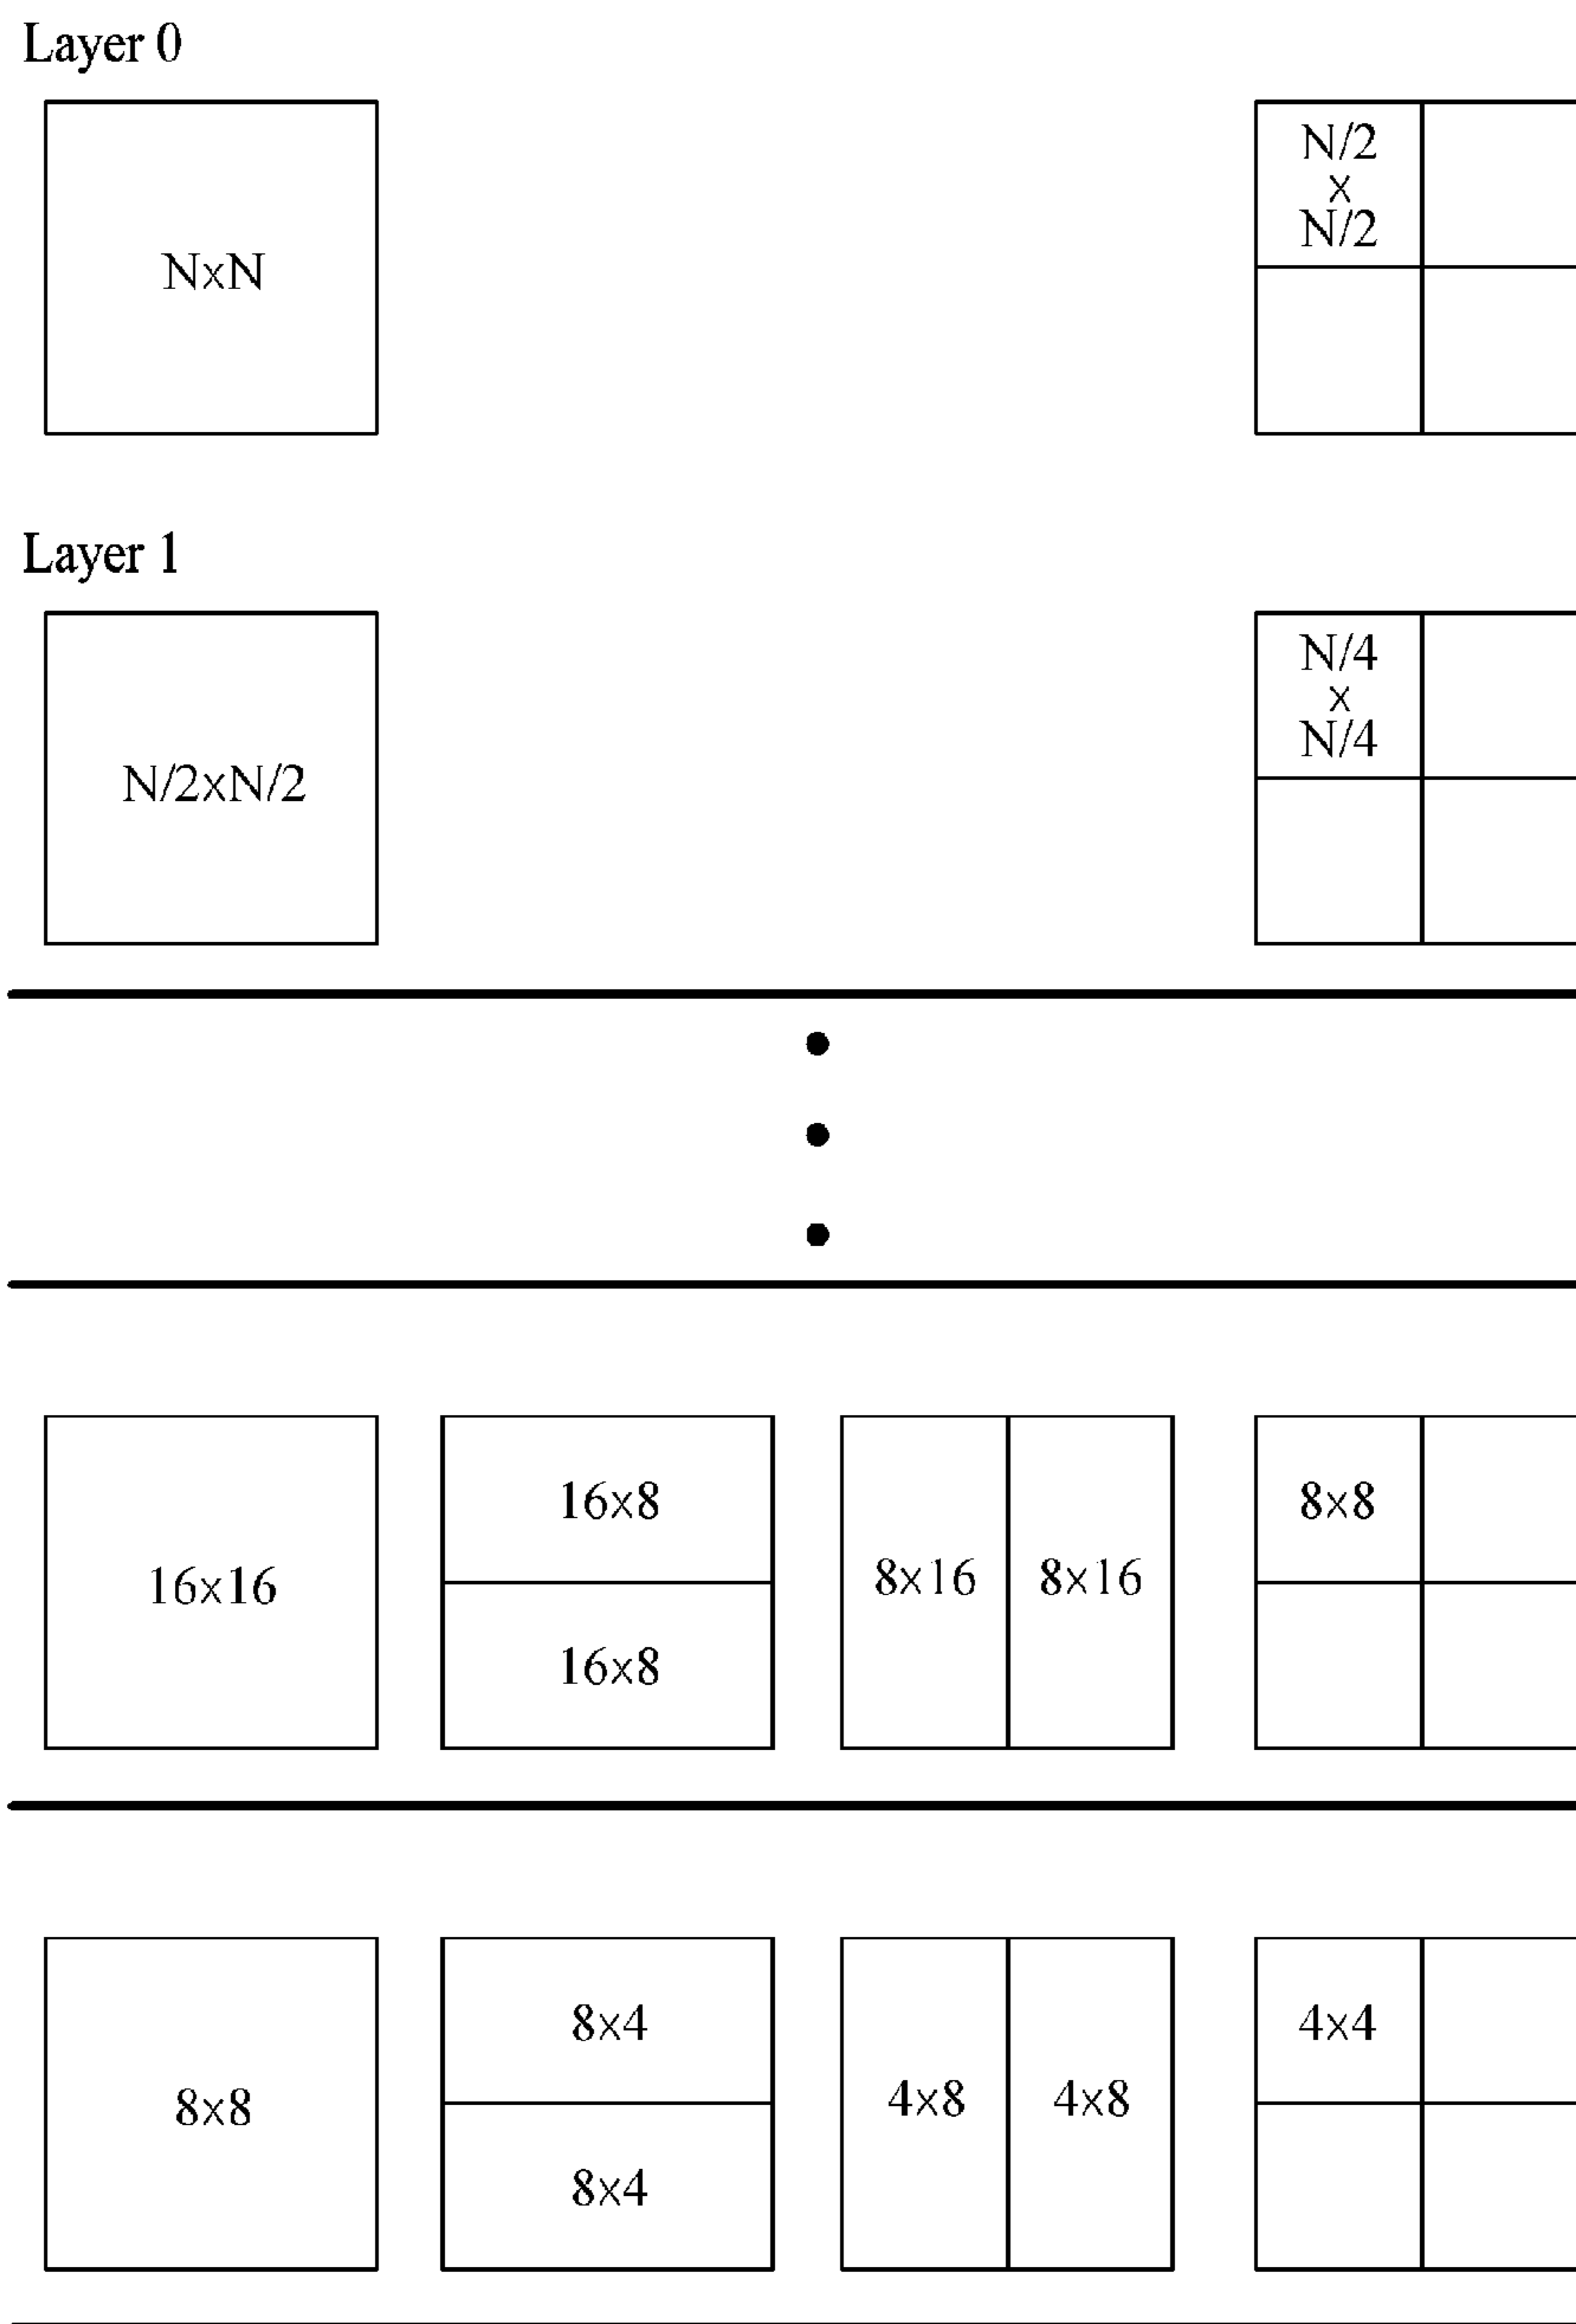 Layer 0
NxN
N/2
x
N/2
Layer 1
N/2xN/2
N/4
x
N/4
16x16
16x8
16x8
8x16
8x16
8x8
8x8
8x4
8x4
4x8
4x8
4x4